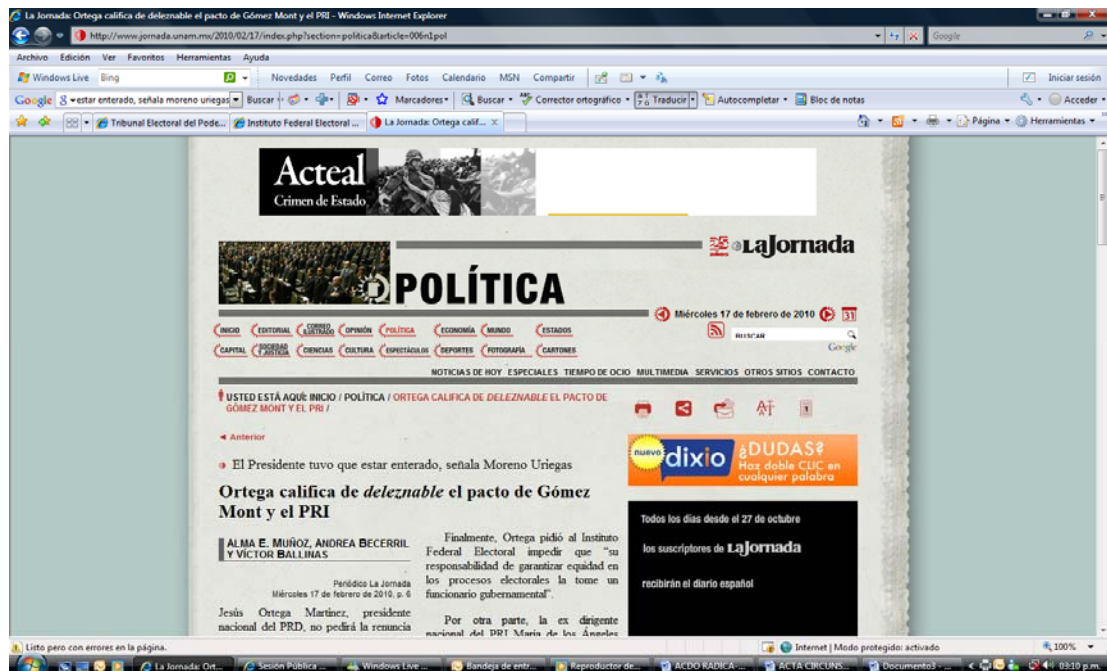 La Jornada: Ortega califica de deleznable el pacto de Gómez Mont y el PRI - Windows Internet Explorer
http://www.jornada.unam.mx/2010/02/17/index.php?section=politica&article=006n1pol
Google
Archivo Edición Ver Favoritos Herramientas Ayuda
Windows Live Bing Novedades Perfil Correo Fotos Calendario MSN Compartir Iniciar sesión
Google estar enterado, señala moreno uriegas Buscar Marcadores Buscar Corrector ortográfico Traducir Autocompletar Bloc de notas Acceder
Tribunal Electoral del Pode... Instituto Federal Electoral ... La Jornada: Ortega calif... Página Herramientas
Acteal
Crimen de Estado
La Jornada
POLÍTICA
Miércoles 17 de febrero de 2010 31
INICIO EDITORIAL CORREO ILUSTRADO OPINIÓN POLÍTICA ECONOMÍA MUNDO ESTADOS
BUSCAR
CAPITAL SOCIEDAD Y JUSTICIA CIENCIAS CULTURA ESPECTÁCULOS DEPORTES FOTOGRAFÍA CARTONES
Google
NOTICIAS DE HOY ESPECIALES TIEMPO DE OCIO MULTIMEDIA SERVICIOS OTROS SITIOS CONTACTO
USTED ESTÁ AQUÍ: INICIO / POLÍTICA / ORTEGA CALIFICA DE DELEZNABLE EL PACTO DE
GÓMEZ MONT Y EL PRI /
Anterior
El Presidente tuvo que estar enterado, señala Moreno Uriegas
Ortega califica de deleznable el pacto de Gómez
Mont y el PRI
ALMA E. MUÑOZ, ANDREA BECERRIL
Y VÍCTOR BALLINAS
Periódico La Jornada
Miércoles 17 de febrero de 2010, p. 6
Jesús Ortega Martínez, presidente
nacional del PRD, no pedirá la renuncia
Finalmente, Ortega pidió al Instituto
Federal Electoral impedir que "su
responsabilidad de garantizar equidad en
los procesos electorales la tome un
funcionario gubernamental".
Por otra parte, la ex dirigente
nacional del PRI María de los Ángeles
nuevo dixio ¿DUDAS?
Haz doble CLIC en
cualquier palabra
Todos los días desde el 27 de octubre
los suscriptores de La Jornada
recibirán el diario español
Listo pero con errores en la página. Internet | Modo protegido: activado 100%
La Jornada: Ort... Sesión Pública ... Windows Live ... Bandeja de entr... Reproductor de... ACDO RADICA-... ACTA CIRCUNS... Documento3 - ... 03:10 p.m.